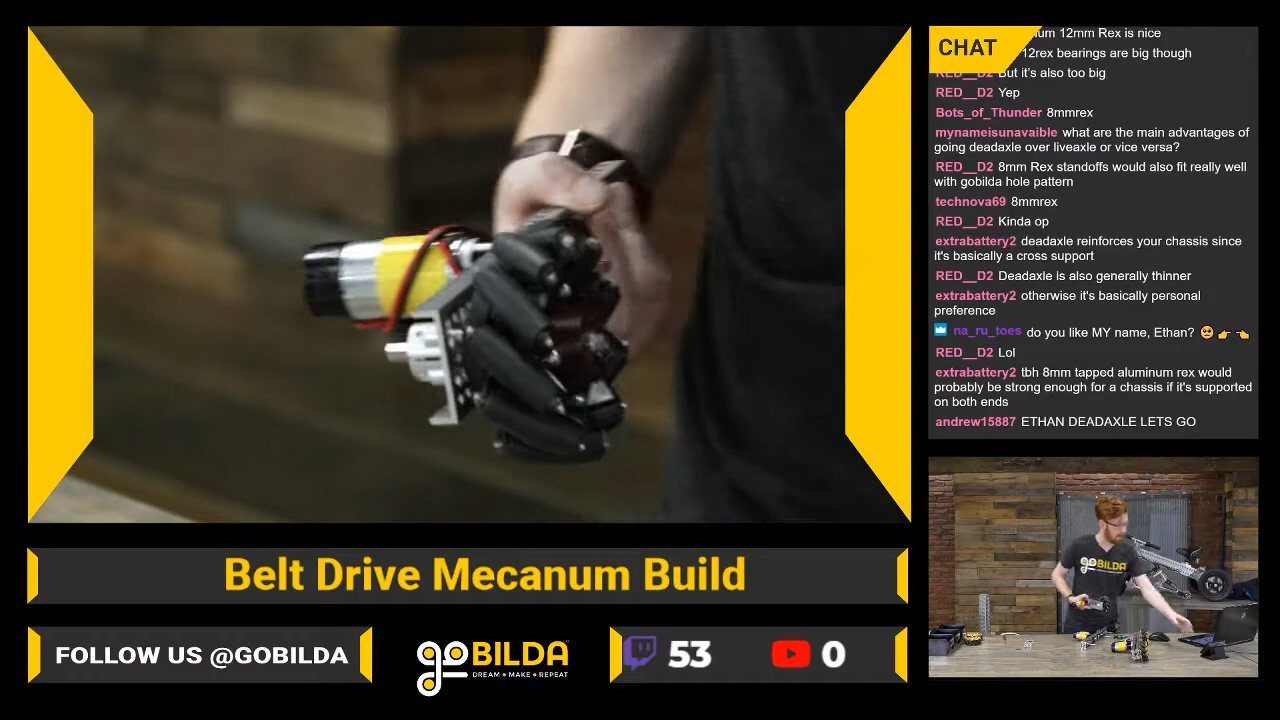 CHAT
12mm Rex is nice
12rex bearings are big though
RED__D2 But it's also too big
RED__D2 Yep
Bots_of_Thunder 8mmrex
mynameisunavaible what are the main advantages of
going deadaxle over liveaxle or vice versa?
RED__D2 8mm Rex standoffs would also fit really well
with gobilda hole pattern
technova69 8mmrex
RED__D2 Kinda op
extrabattery2 deadaxle reinforces your chassis since
it's basically a cross support
RED__D2 Deadaxle is also generally thinner
extrabattery2 otherwise it's basically personal
preference
na_ru_toes do you like MY name, Ethan? 🥺 👉 👈
RED__D2 Lol
extrabattery2 tbh 8mm tapped aluminum rex would
probably be strong enough for a chassis if it's supported
on both ends
andrew15887 ETHAN DEADAXLE LETS GO
goBILDA
Belt Drive Mecanum Build
FOLLOW US @GOBILDA
goBILDA
DREAM • MAKE • REPEAT
53
0